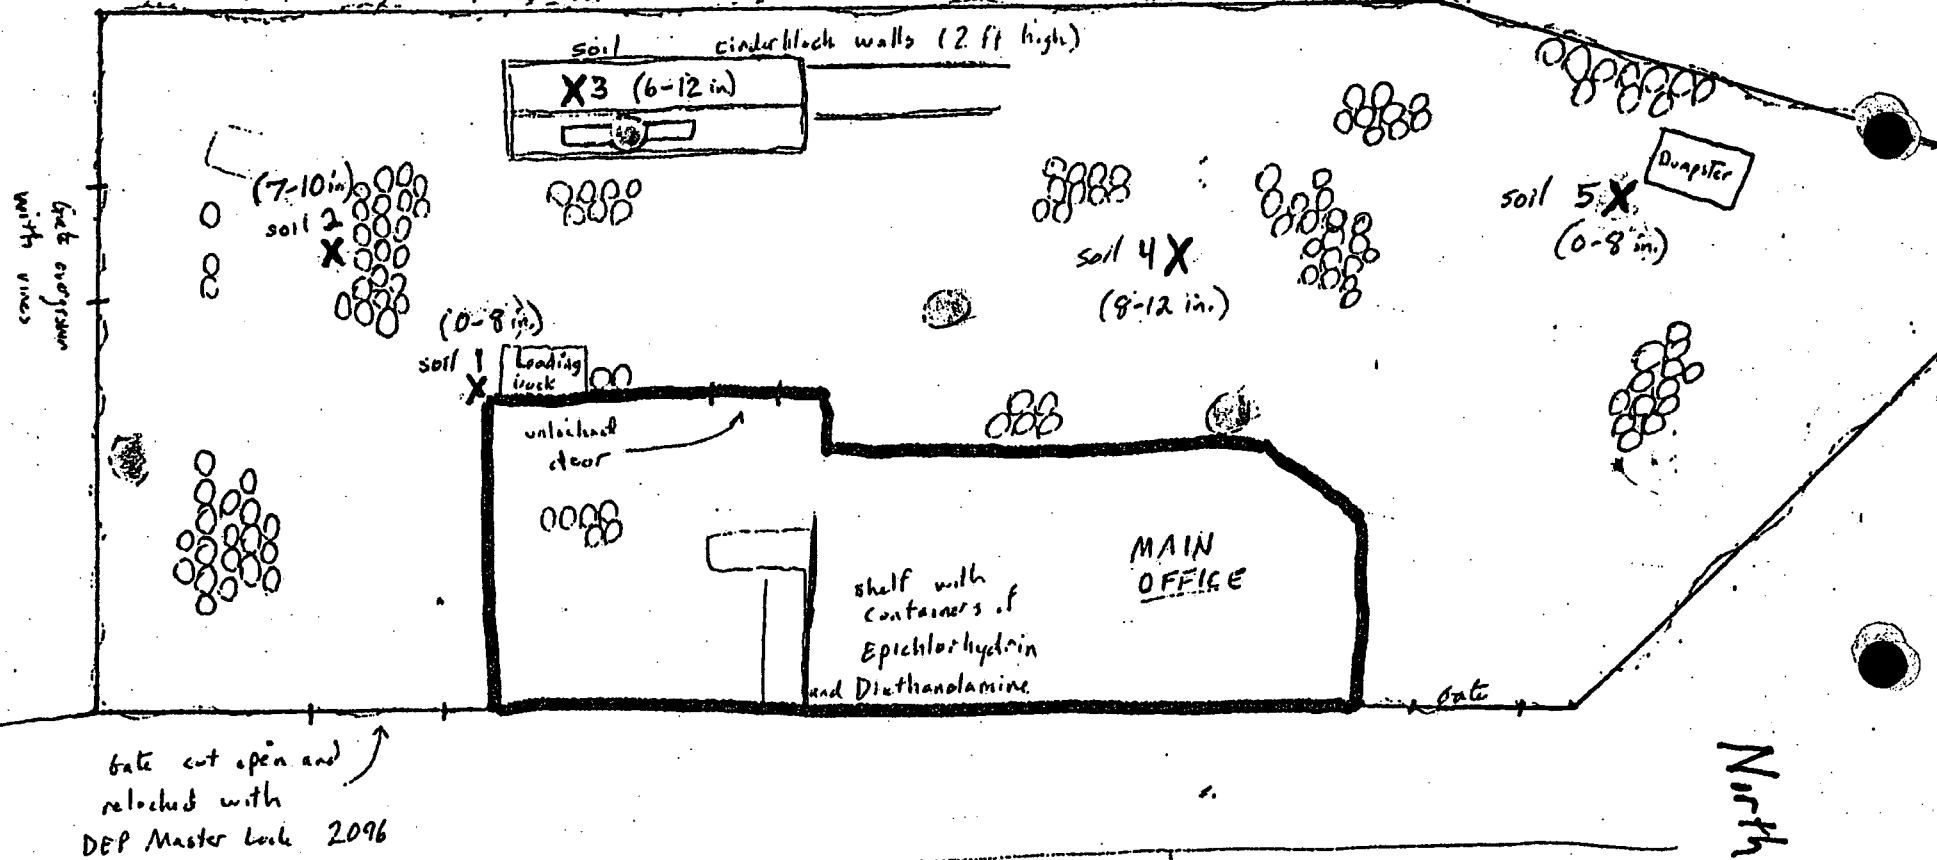 soil
cinderblock walls (2 ft high)
X3 (6-12 in)
Dumpster
(7-10 in)
soil 2
X
soil 5 X
(0-8 in.)
Gate overgrown
with vines
soil 4 X
(8-12 in.)
(0-8 in)
soil 1
X
Loading
Dock
unlocked
door
MAIN
OFFICE
shelf with
Containers of
Epichlorhydrin
and Diethanolamine
Gate
North
Gate cut open and
relocked with
DEP Master Lock 2096